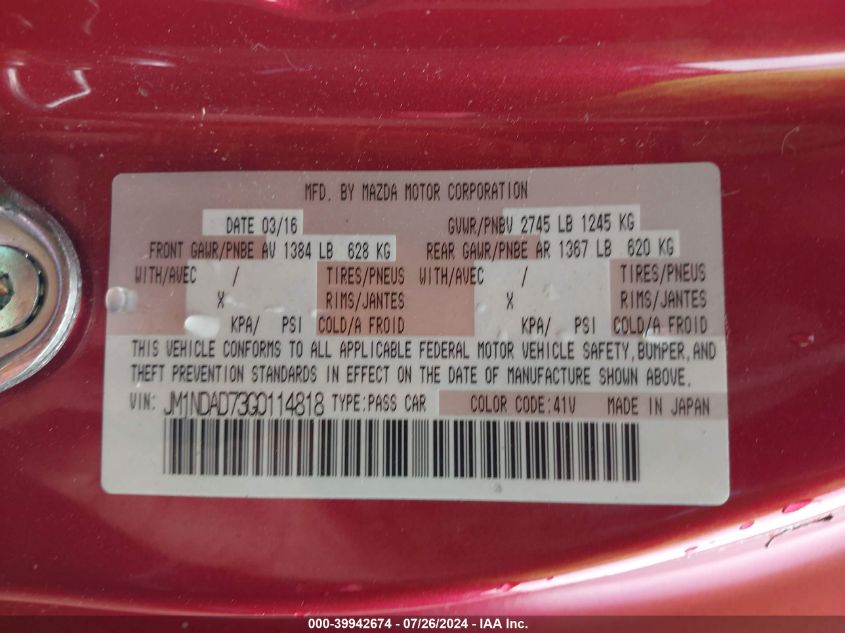 MFD. BY MAZDA MOTOR CORPORATION
DATE 03/16 GVWR/PNBV 2745 LB 1245 KG
FRONT GAWR/PNBE AV 1384 LB 628 KG REAR GAWR/PNBE AR 1367 LB 620 KG
WITH/AVEC / TIRES/PNEUS WITH/AVEC / TIRES/PNEUS
X RIMS/JANTES X RIMS/JANTES
KPA/ PSI COLD/A FROID KPA/ PSI COLD/A FROID
THIS VEHICLE CONFORMS TO ALL APPLICABLE FEDERAL MOTOR VEHICLE SAFETY, BUMPER, AND
THEFT PREVENTION STANDARDS IN EFFECT ON THE DATE OF MANUFACTURE SHOWN ABOVE.
VIN: JM1NDAD73G0114818 TYPE:PASS CAR COLOR CODE:41V MADE IN JAPAN
000-39942674 - 07/26/2024 - IAA Inc.